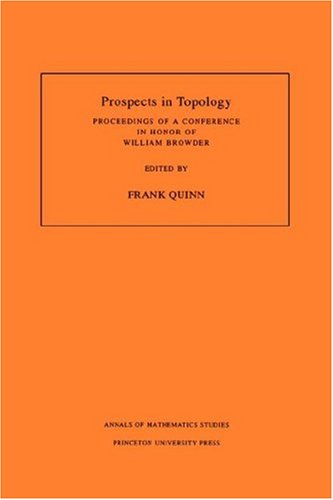 Prospects in Topology
PROCEEDINGS OF A CONFERENCE
IN HONOR OF
WILLIAM BROWDER
EDITED BY
FRANK QUINN
ANNALS OF MATHEMATICS STUDIES
PRINCETON UNIVERSITY PRESS